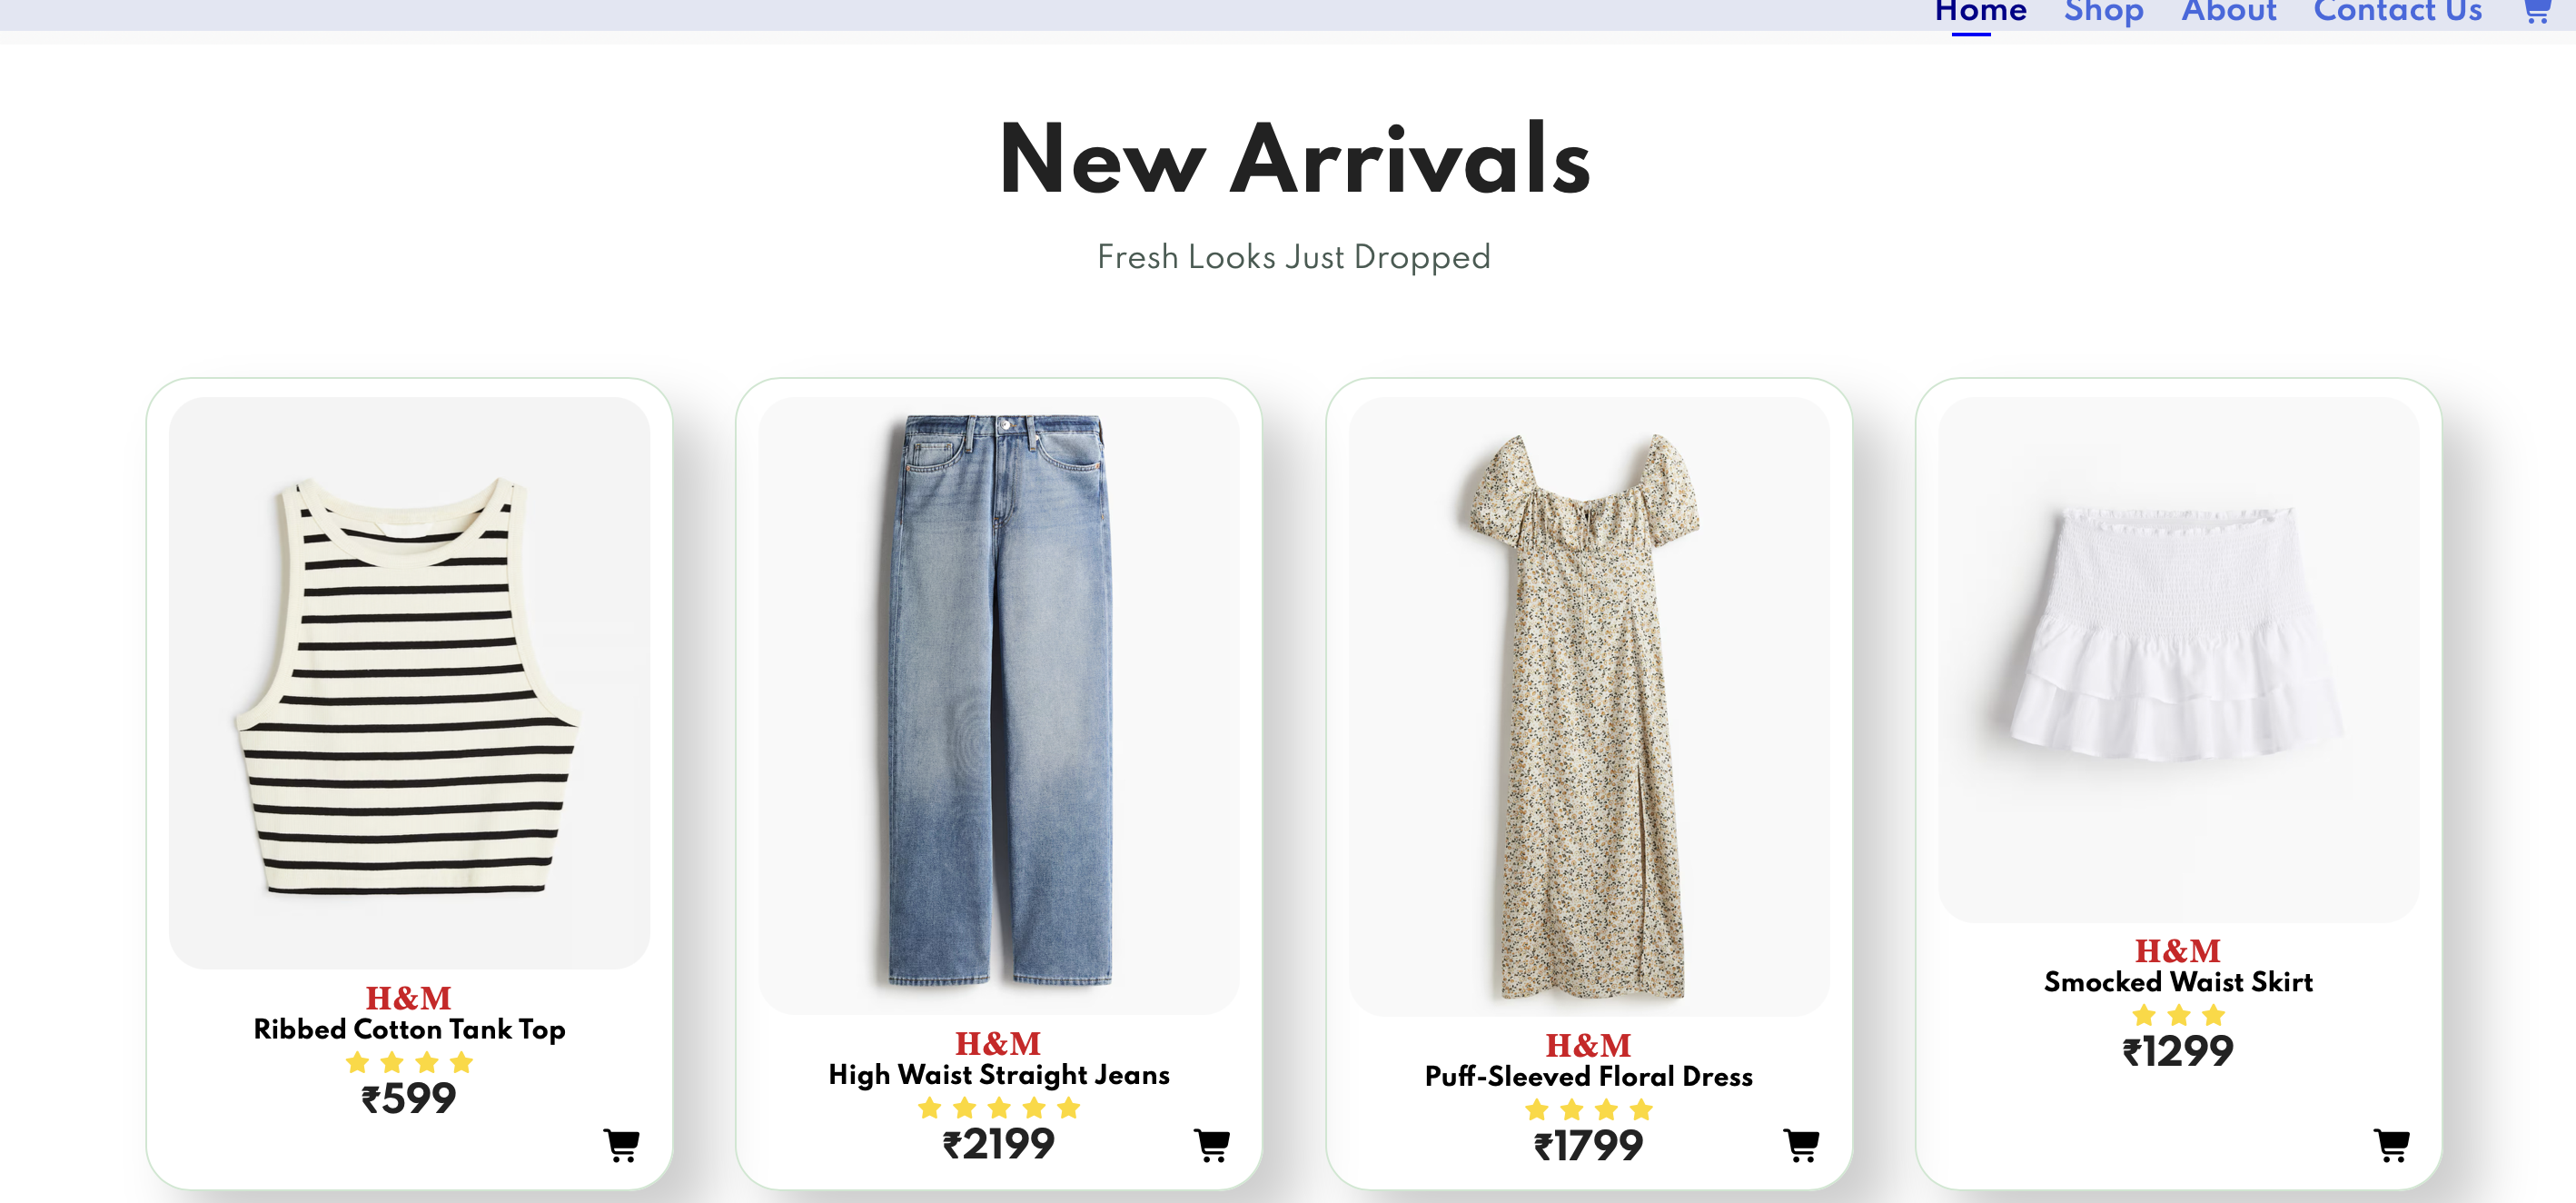 Home Shop About Contact Us
New Arrivals
Fresh Looks Just Dropped
H&M
Ribbed Cotton Tank Top
₹599
H&M
High Waist Straight Jeans
₹2199
H&M
Puff-Sleeved Floral Dress
₹1799
H&M
Smocked Waist Skirt
₹1299